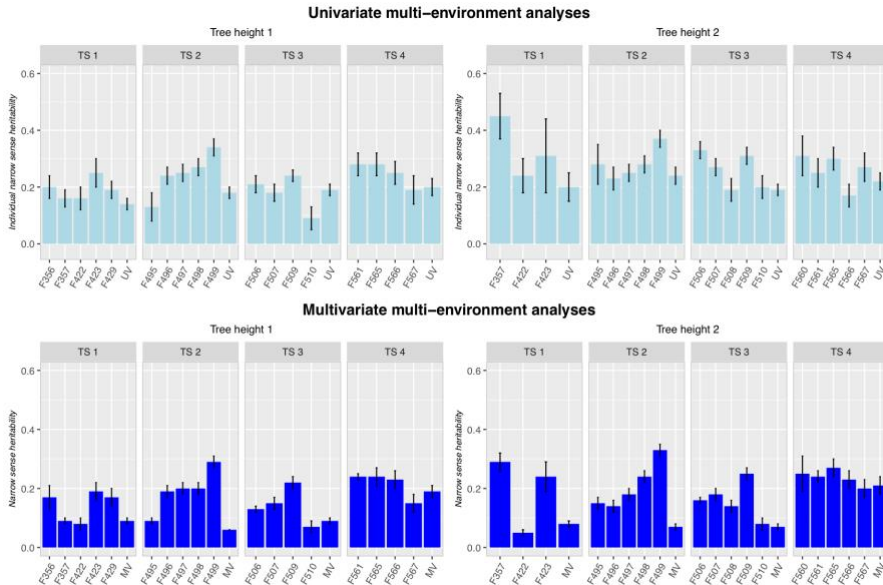 Univariate multi−environment analyses
Tree height 1
Tree height 2
TS 1 TS 2 TS 3 TS 4
TS 1 TS 2 TS 3 TS 4
Individual narrow sense heritability
0.6
0.4
0.2
0.0
Individual narrow sense heritability
0.6
0.4
0.2
0.0
F356 F357 F422 F423 F429 UV
F495 F496 F497 F498 F499 UV
F506 F507 F509 F510 UV
F561 F565 F566 F567 UV
F357 F422 F423 UV
F495 F496 F497 F498 F499 UV
F506 F507 F508 F509 F510 UV
F560 F561 F565 F566 F567 UV
Multivariate multi−environment analyses
Tree height 1
Tree height 2
TS 1 TS 2 TS 3 TS 4
TS 1 TS 2 TS 3 TS 4
Narrow sense heritability
0.6
0.4
0.2
0.0
Narrow sense heritability
0.6
0.4
0.2
0.0
F356 F357 F422 F423 F429 MV
F495 F496 F497 F498 F499 MV
F506 F507 F509 F510 MV
F561 F565 F566 F567 MV
F357 F422 F423 MV
F495 F496 F497 F498 F499 MV
F506 F507 F508 F509 F510 MV
F560 F561 F565 F566 F567 MV